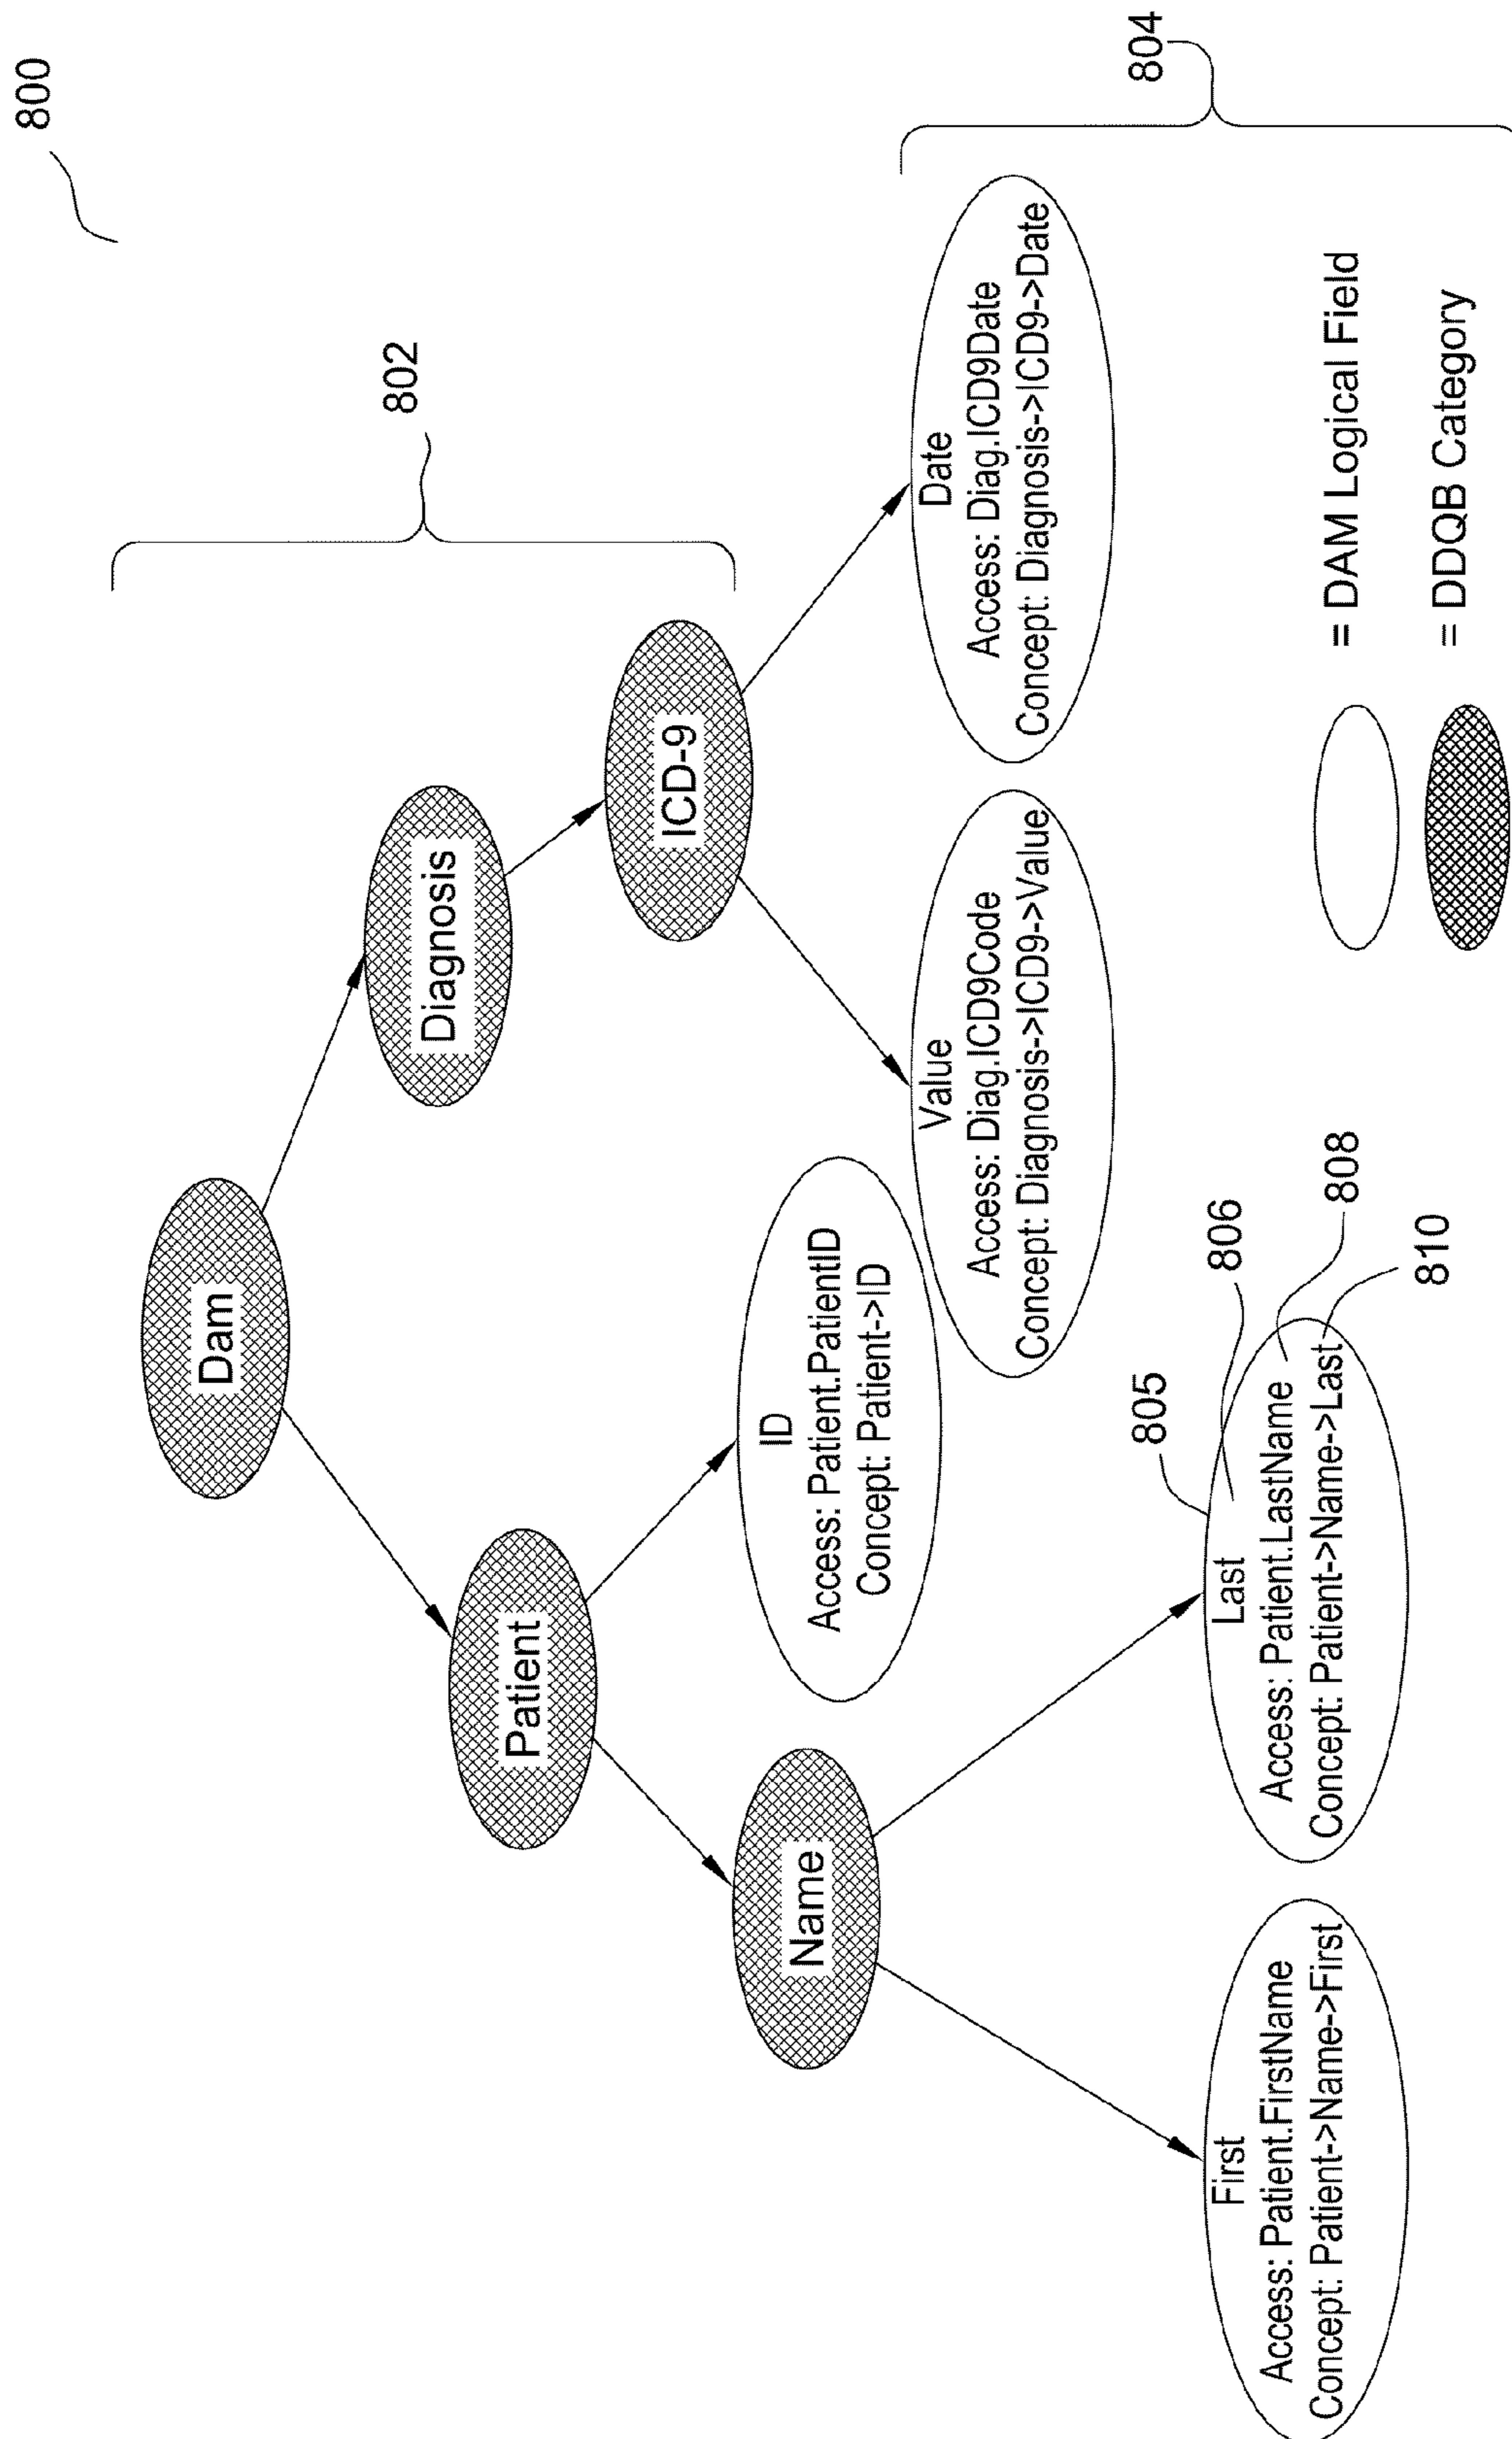 800
802
804
Dam
Diagnosis
Patient
ICD-9
Name
ID
Access: Patient.PatientID
Concept: Patient->ID
Value
Access: Diag.ICD9Code
Concept: Diagnosis->ICD9->Value
Date
Access: Diag.ICD9Date
Concept: Diagnosis->ICD9->Date
805
806
First
Access: Patient.FirstName
Concept: Patient->Name->First
Last
Access: Patient.LastName
Concept: Patient->Name->Last
808
810
= DAM Logical Field
= DDQB Category